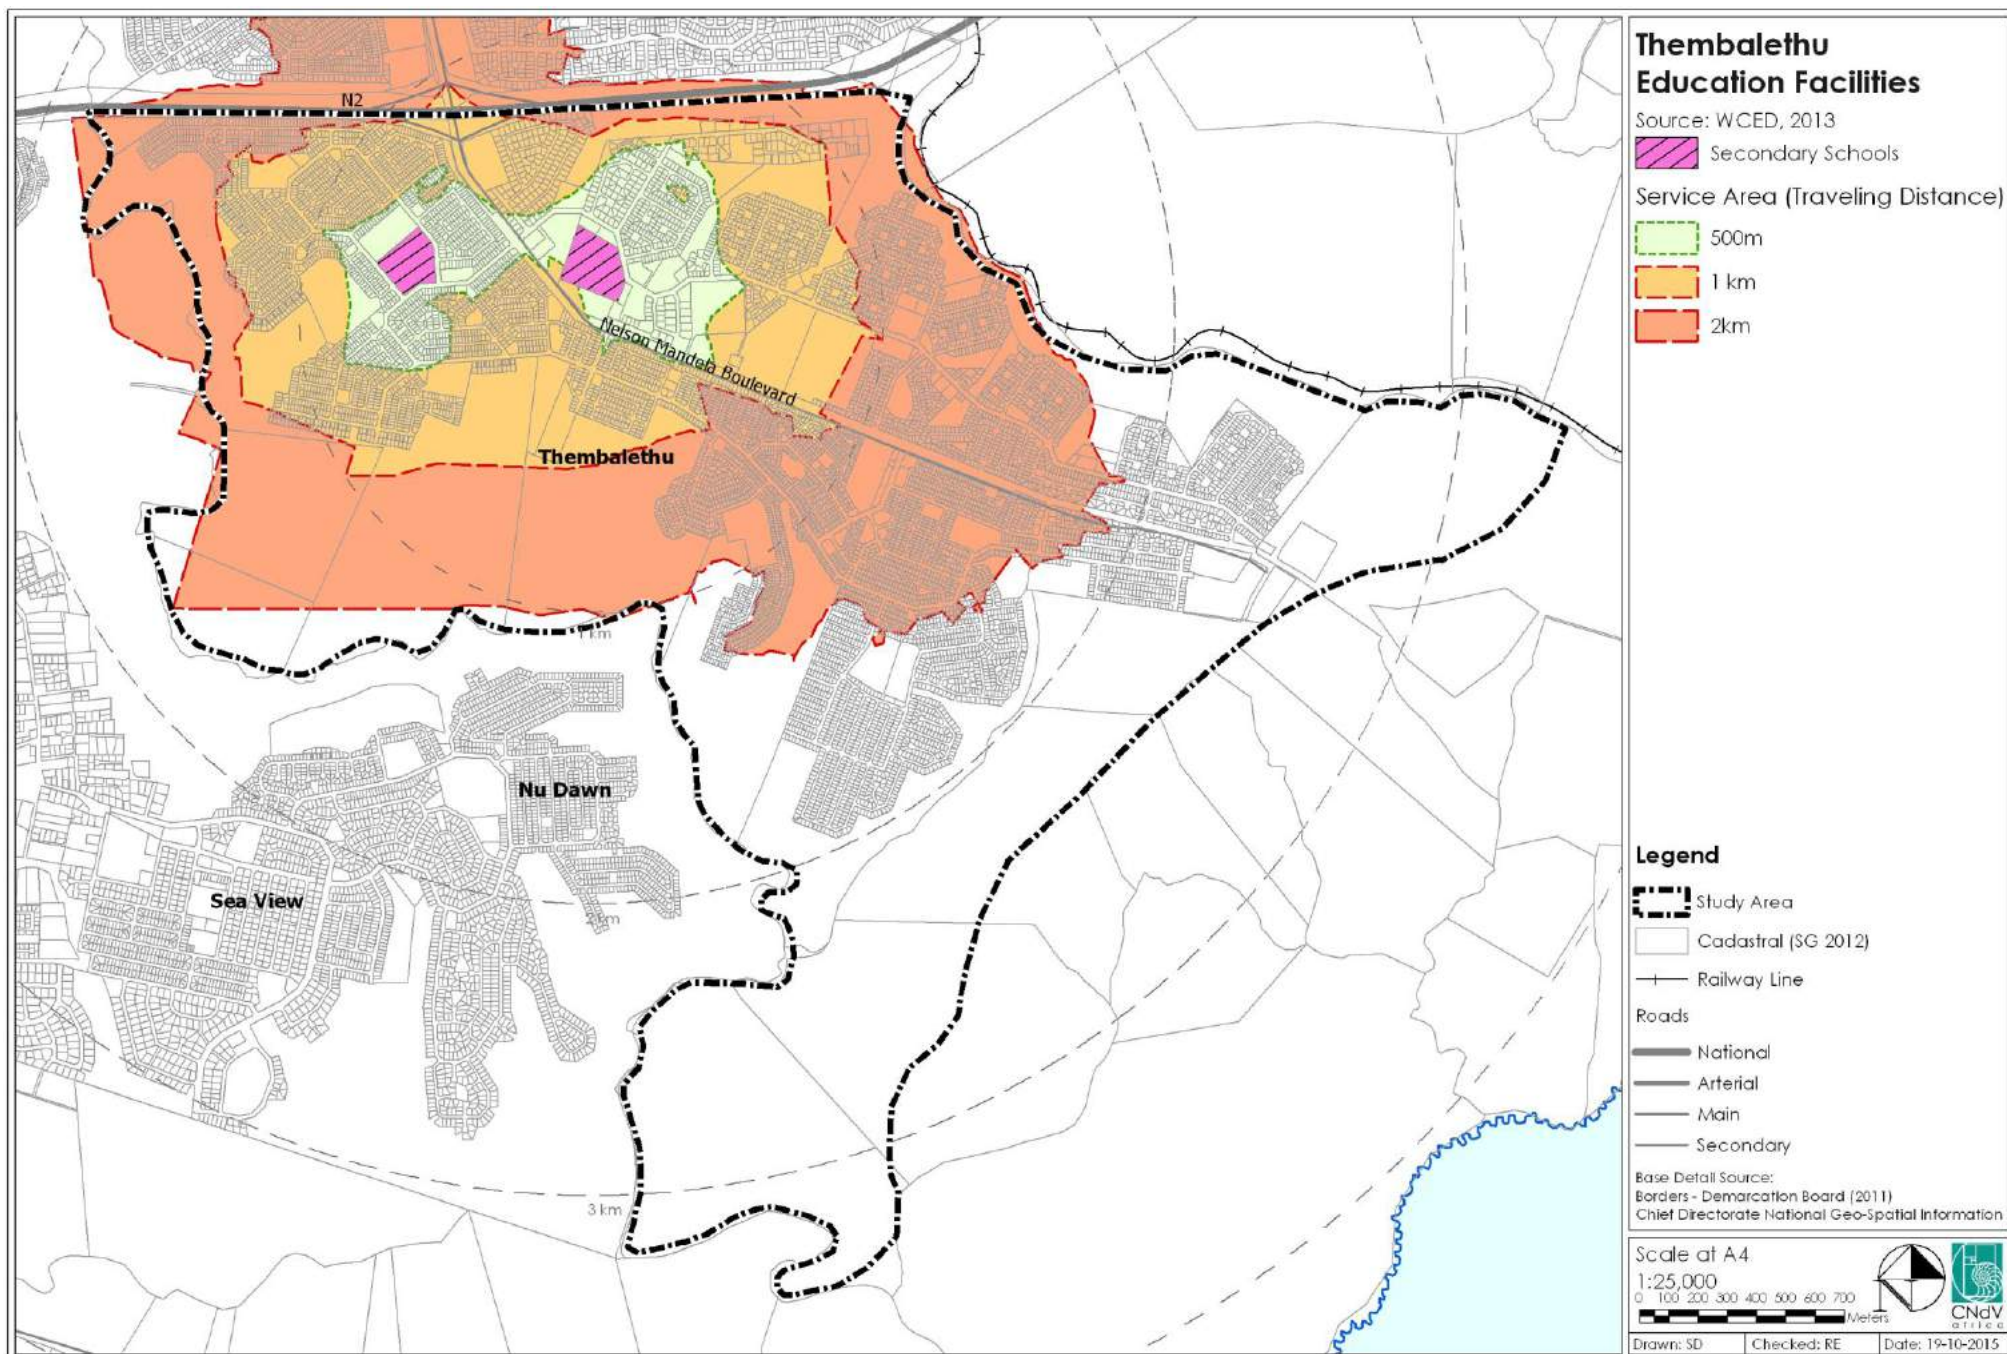 Thembalethu
Education Facilities
Source: WCED, 2013
Secondary Schools
Service Area (Traveling Distance)
500m
1 km
2km
N2
Nelson Mandela Boulevard
Thembalethu
1 km
Nu Dawn
Sea View
2 km
3 km
Legend
Study Area
Cadastral (SG 2012)
Railway Line
Roads
National
Arterial
Main
Secondary
Base Detail Source:
Borders - Demarcation Board (2011)
Chief Directorate National Geo-Spatial Information
Scale at A4
1:25,000
0 100 200 300 400 500 600 700
Meters
CNdV
africa
Drawn: SD
Checked: RE
Date: 19-10-2015